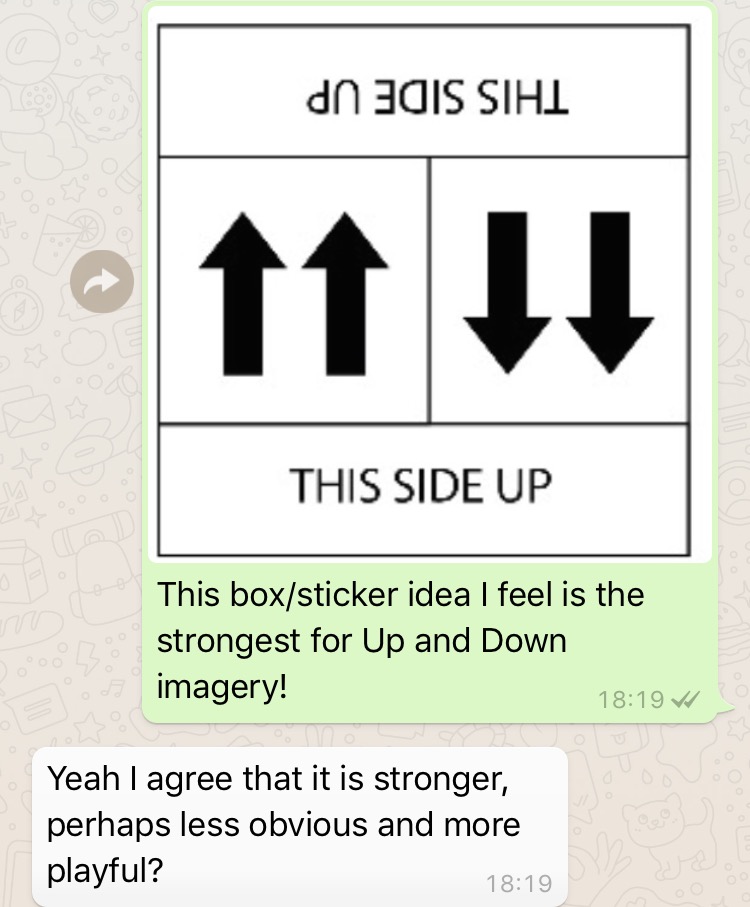 THIS SIDE UP
THIS SIDE UP
This box/sticker idea I feel is the
strongest for Up and Down
imagery!
18:19
Yeah I agree that it is stronger,
perhaps less obvious and more
playful?
18:19